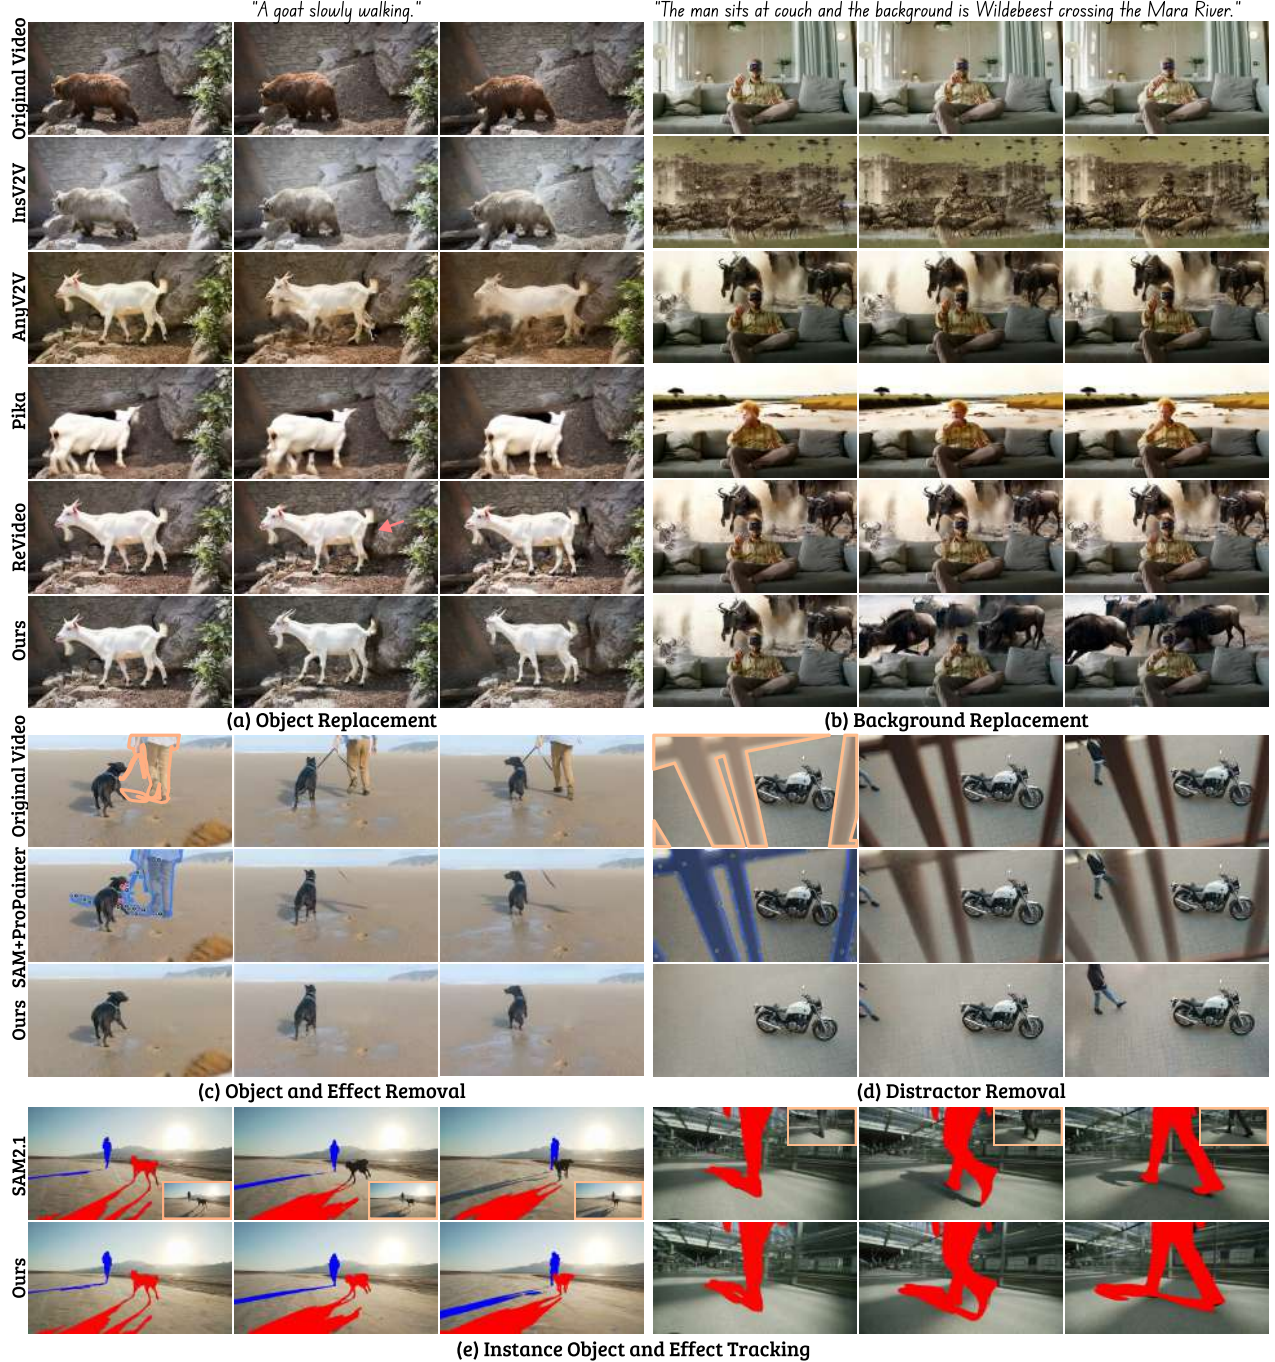 "A goat slowly walking."
"The man sits at couch and the background is Wildebeest crossing the Mara River."
Original Video
InsV2V
AnyV2V
Pika
ReVideo
Ours
(a) Object Replacement
(b) Background Replacement
Original Video
SAM+ProPainter
Ours
(c) Object and Effect Removal
(d) Distractor Removal
SAM2.1
Ours
(e) Instance Object and Effect Tracking